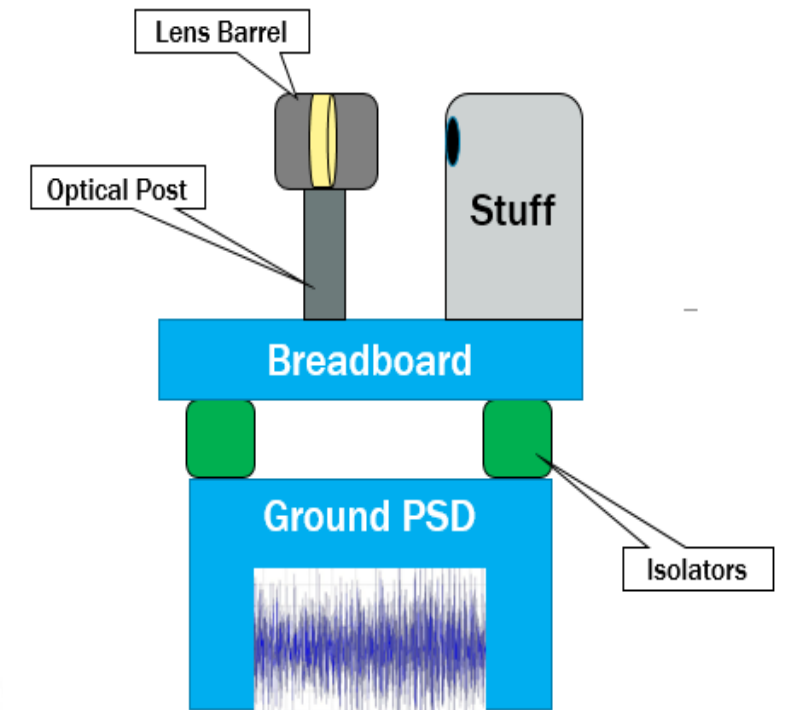 Lens Barrel
Optical Post
Stuff
Breadboard
Ground PSD
Isolators